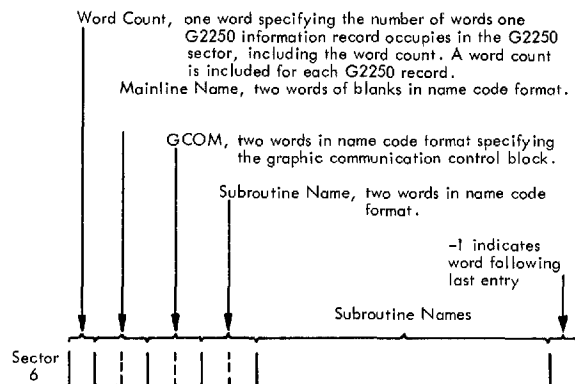 Word Count, one word specifying the number of words one
G2250 information record occupies in the G2250
sector, including the word count. A word count
is included for each G2250 record.
Mainline Name, two words of blanks in name code format.
GCOM, two words in name code format specifying
the graphic communication control block.
Subroutine Name, two words in name code
format.
-1 indicates
word following
last entry
Subroutine Names
Sector
6